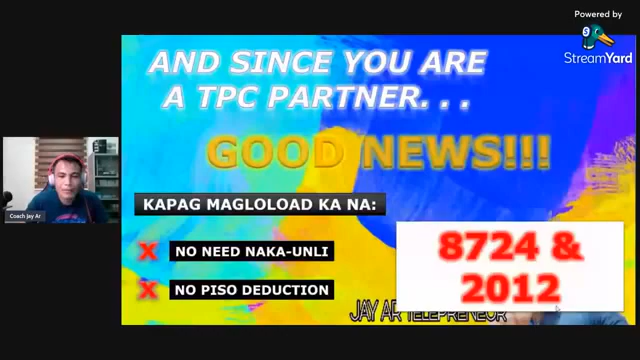 Powered by
StreamYard
AND SINCE YOU ARE
A TPC PARTNER. . .
GOOD NEWS!!!
KAPAG MAGLOLOAD KA NA:
X NO NEED NAKA-UNLI
X NO PISO DEDUCTION
8724 &
2012
JAY AR TELEPRENEUR
Coach Jay Ar